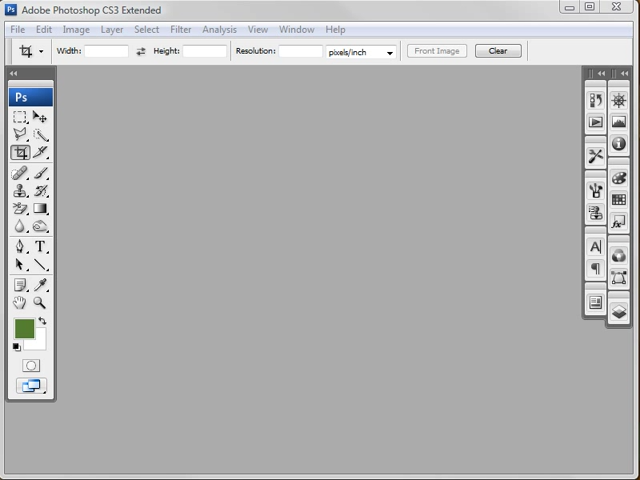 Ps Adobe Photoshop CS3 Extended
File Edit Image Layer Select Filter Analysis View Window Help
Width: Height: Resolution: pixels/inch Front Image Clear
Ps
T
A